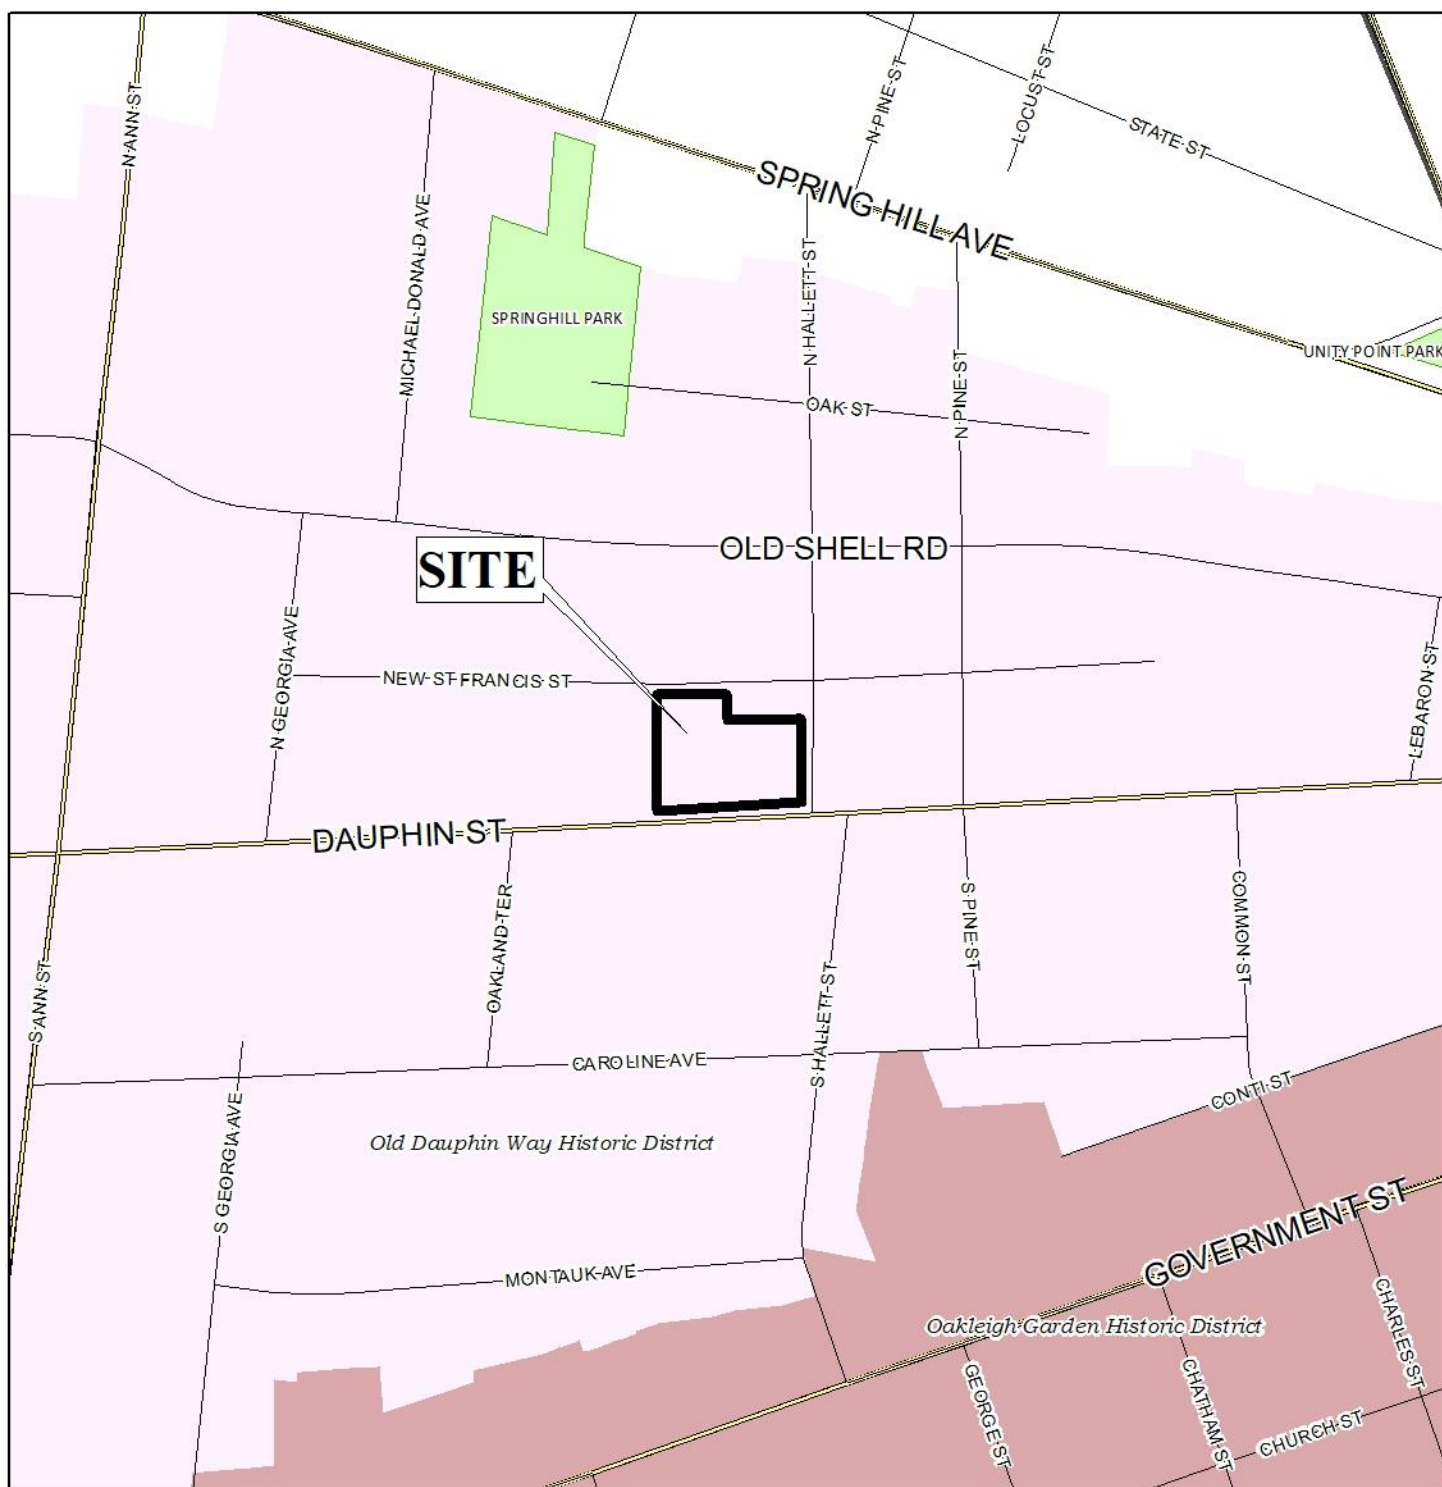 N ANN ST
N PINE ST
LOCUST ST
STATE ST
SPRING HILL AVE
MICHAEL DONALD AVE
N HALLETT ST
SPRINGHILL PARK
UNITY POINT PARK
N PINE ST
OAK ST
OLD SHELL RD
SITE
N GEORGIA AVE
NEW ST FRANCIS ST
LEBARON ST
DAUPHIN ST
OAKLAND TER
S PINE ST
COMMON ST
S ANN ST
S HALLETT ST
CAROLINE AVE
CONTI ST
S GEORGIA AVE
Old Dauphin Way Historic District
GOVERNMENT ST
MONTAUK AVE
Oakleigh Garden Historic District
CHARLES ST
GEORGE ST
CHATHAM ST
CHURCH ST